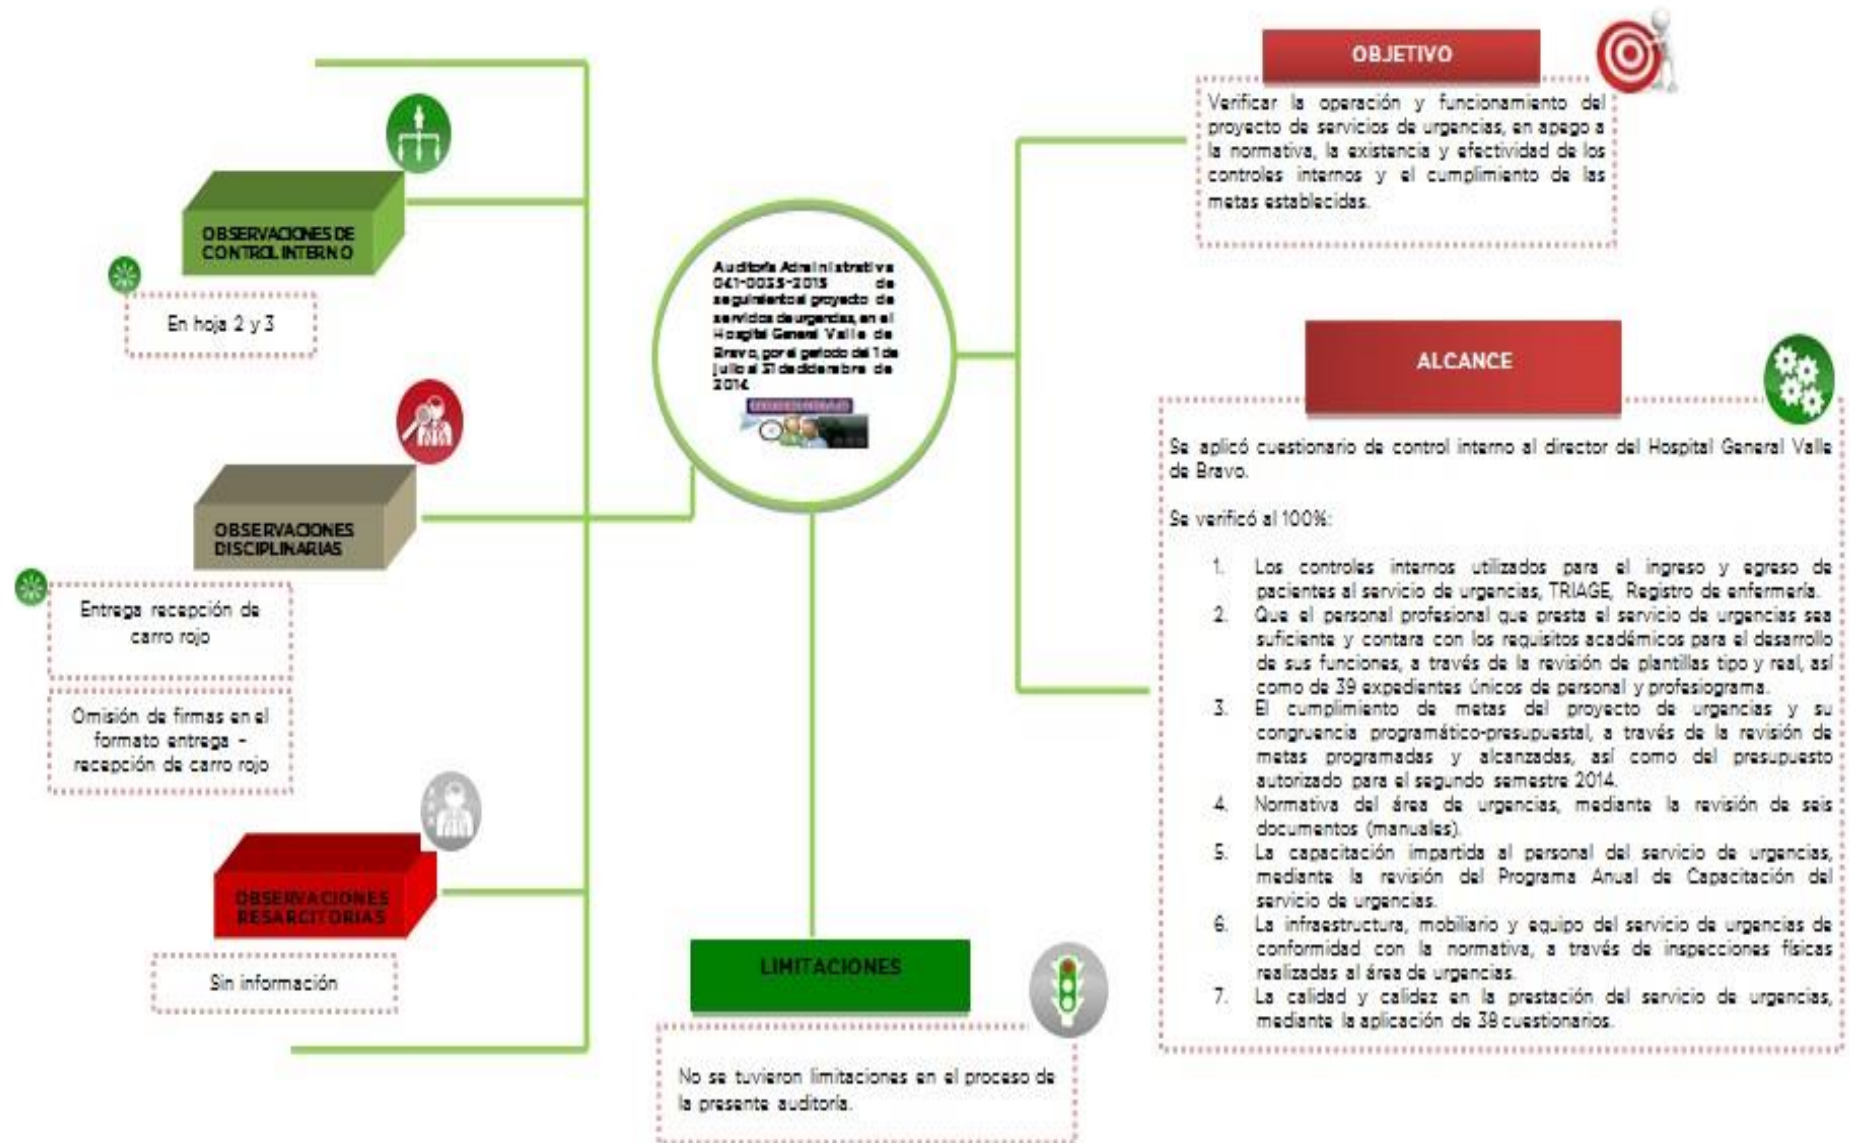 OBSERVACIONES DE
CONTROL INTERNO
En hoja 2 y 3
OBSERVACIONES
DISCIPLINARIAS
Entrega recepción de
carro rojo
Omisión de firmas en el
formato entrega –
recepción de carro rojo
OBSERVACIONES
RESARCITORIAS
Sin información
Auditoría Administrativa
de
seguimiento al proyecto de
servicios de urgencias, en el
Hospital General Valle de
Bravo, por el periodo del 1 de
julio al 31 de diciembre de
2014.
LIMITACIONES
No se tuvieron limitaciones en el proceso de
la presente auditoría.
OBJETIVO
Verificar la operación y funcionamiento del
proyecto de servicios de urgencias, en apego a
la normativa, la existencia y efectividad de los
controles internos y el cumplimiento de las
metas establecidas.
ALCANCE
Se aplicó cuestionario de control interno al director del Hospital General Valle
de Bravo.
Se verificó al 100%:
1. Los controles internos utilizados para el ingreso y egreso de
pacientes al servicio de urgencias, TRIAGE, Registro de enfermería.
2. Que el personal profesional que presta el servicio de urgencias sea
suficiente y contara con los requisitos académicos para el desarrollo
de sus funciones, a través de la revisión de plantillas tipo y real, así
como de 39 expedientes únicos de personal y profesiograma.
3. El cumplimiento de metas del proyecto de urgencias y su
congruencia programático-presupuestal, a través de la revisión de
metas programadas y alcanzadas, así como del presupuesto
autorizado para el segundo semestre 2014.
4. Normativa del área de urgencias, mediante la revisión de seis
documentos (manuales).
5. La capacitación impartida al personal del servicio de urgencias,
mediante la revisión del Programa Anual de Capacitación del
servicio de urgencias.
6. La infraestructura, mobiliario y equipo del servicio de urgencias de
conformidad con la normativa, a través de inspecciones físicas
realizadas al área de urgencias.
7. La calidad y calidez en la prestación del servicio de urgencias,
mediante la aplicación de 38 cuestionarios.